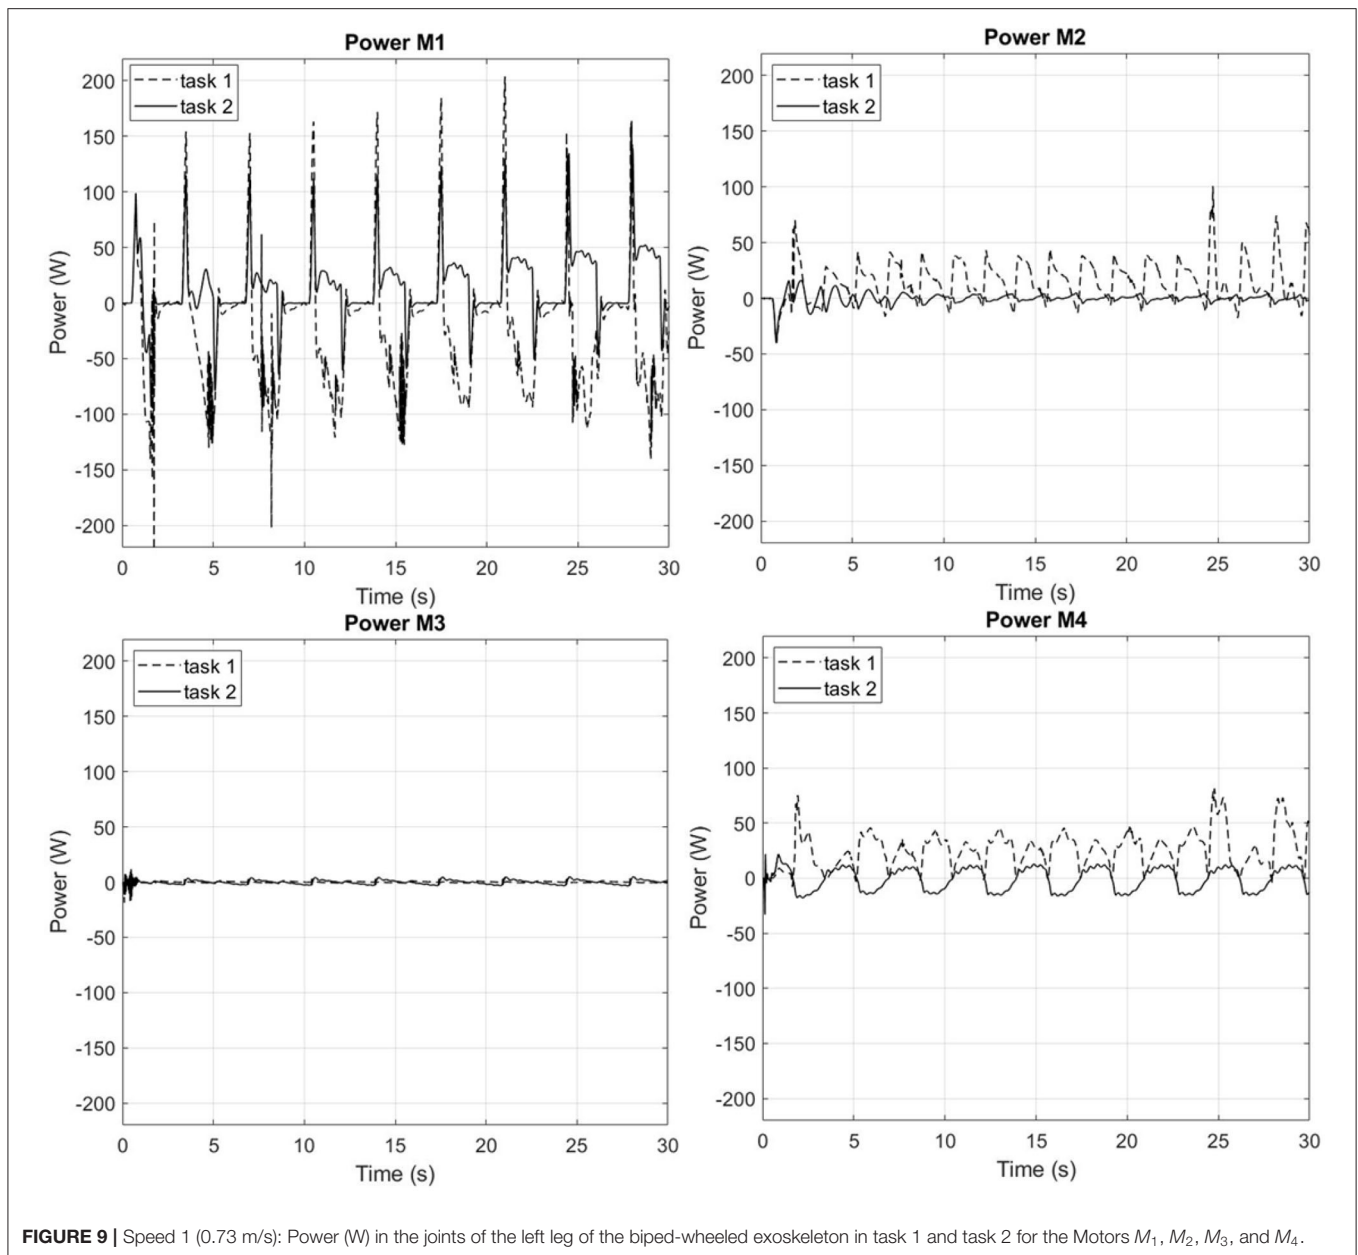 Power M1
task 1
task 2
200
150
100
50
0
-50
-100
-150
-200
Power (W)
0 5 10 15 20 25 30
Time (s)
Power M2
task 1
task 2
200
150
100
50
0
-50
-100
-150
-200
Power (W)
0 5 10 15 20 25 30
Time (s)
Power M3
task 1
task 2
200
150
100
50
0
-50
-100
-150
-200
Power (W)
0 5 10 15 20 25 30
Time (s)
Power M4
task 1
task 2
200
150
100
50
0
-50
-100
-150
-200
Power (W)
0 5 10 15 20 25 30
Time (s)
FIGURE 9 | Speed 1 (0.73 m/s): Power (W) in the joints of the left leg of the biped-wheeled exoskeleton in task 1 and task 2 for the Motors M₁, M₂, M₃, and M₄.